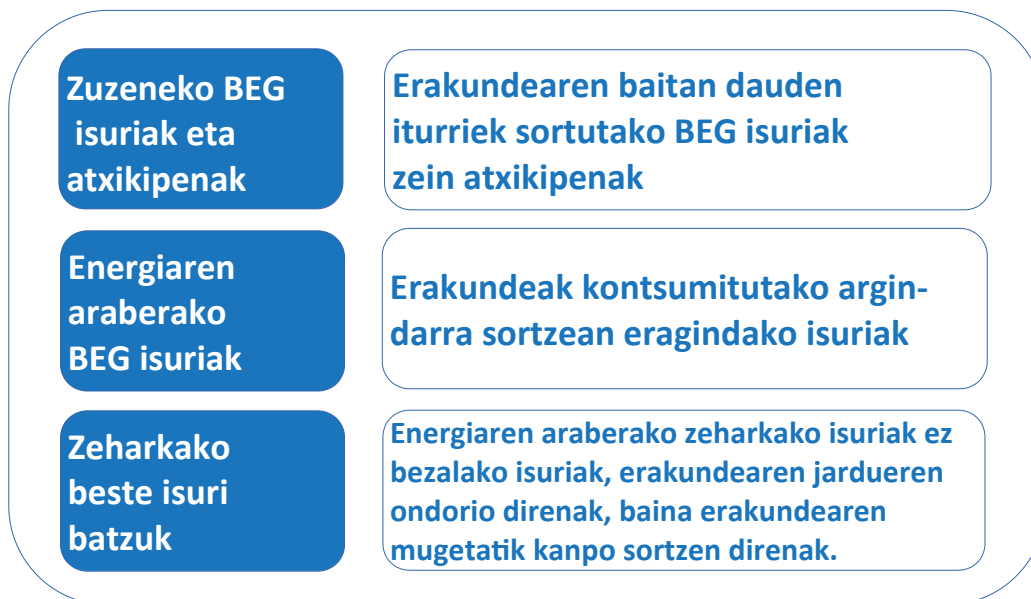 Zuzeneko BEG
isuriak eta
atxikipenak
Erakundearen baitan dauden
iturriek sortutako BEG isuriak
zein atxikipenak
Energiaren
araberako
BEG isuriak
Erakundeak kontsumitutako argin-
darra sortzean eragindako isuriak
Zeharkako
beste isuri
batzuk
Energiaren araberako zeharkako isuriak ez
bezalako isuriak, erakundearen jardueren
ondorio direnak, baina erakundearen
mugetatik kanpo sortzen direnak.